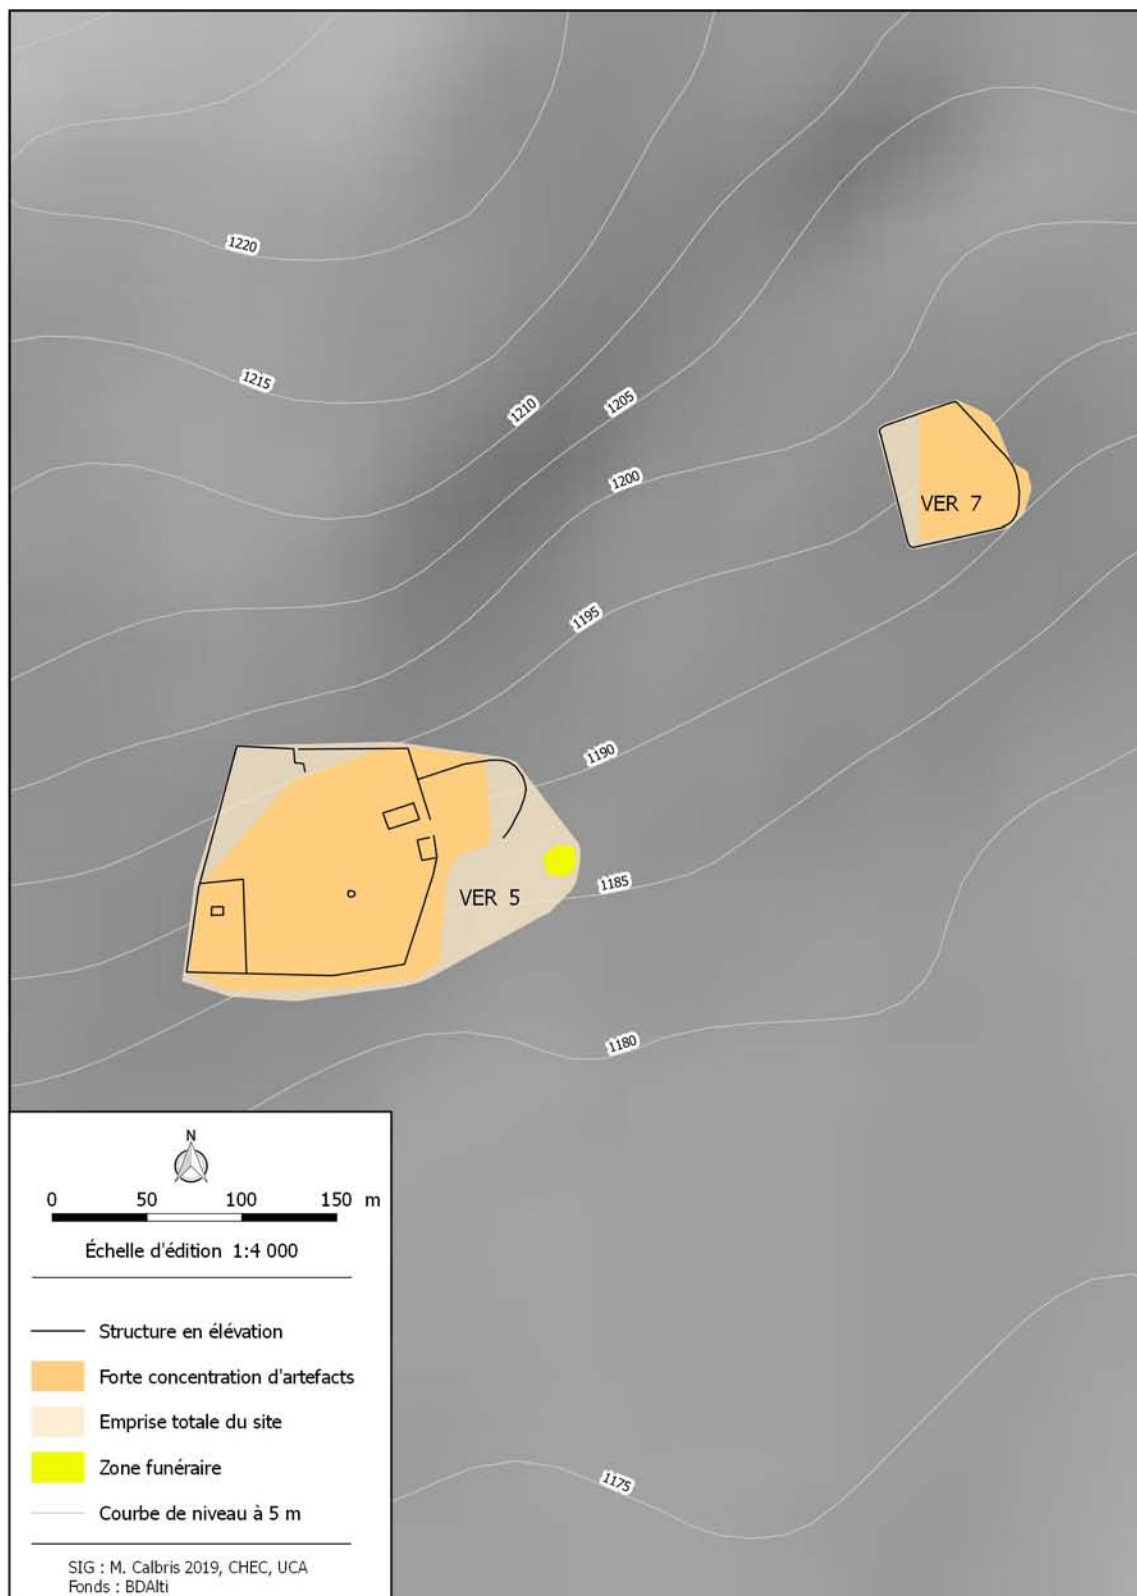 1220
1215
1210
1205
1200
VER 7
1195
1190
VER 5
1185
1180
N
0 50 100 150 m
Échelle d'édition 1:4 000
Structure en élévation
Forte concentration d'artefacts
Emprise totale du site
Zone funéraire
Courbe de niveau à 5 m
1175
SIG : M. Calbris 2019, CHEC, UCA
Fonds : BDAlti